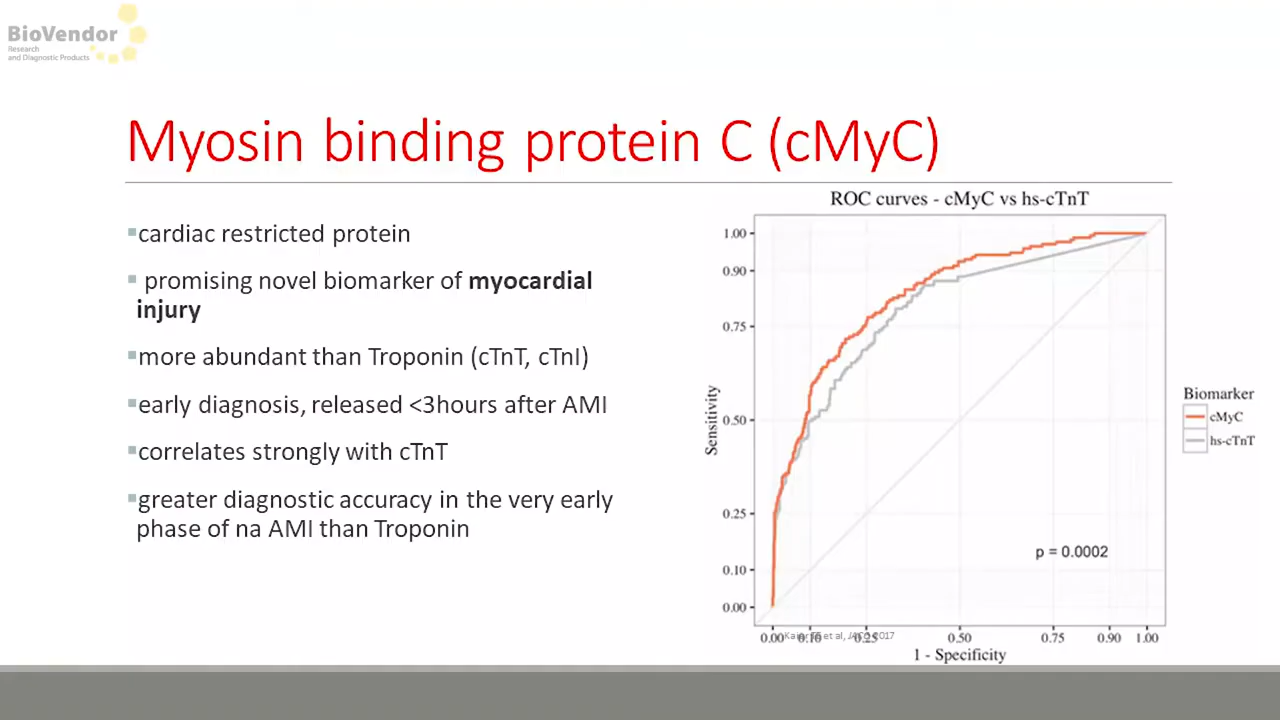 BioVendor
Research
and Diagnostic Products
Myosin binding protein C (cMyC)
cardiac restricted protein
promising novel biomarker of myocardial
injury
more abundant than Troponin (cTnT, cTnI)
early diagnosis, released <3hours after AMI
correlates strongly with cTnT
greater diagnostic accuracy in the very early
phase of na AMI than Troponin
ROC curves - cMyC vs hs-cTnT
Sensitivity
1.00
0.90
0.75
0.50
0.25
0.10
0.00
p = 0.0002
0.00 0.10 0.25 0.50 0.75 0.90 1.00
et al, 2017
1 - Specificity
Biomarker
cMyC
hs-cTnT